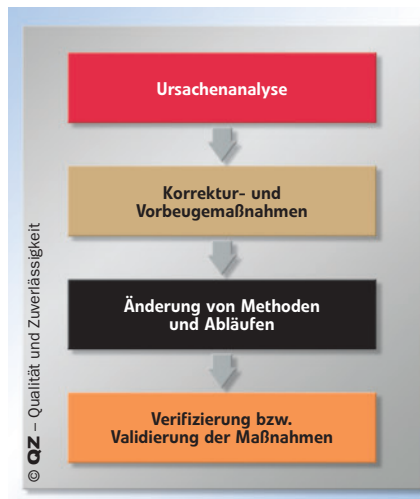 Ursachenanalyse
Korrektur- und
Vorbeugemaßnahmen
Änderung von Methoden
und Abläufen
Verifizierung bzw.
Validierung der Maßnahmen
© QZ – Qualität und Zuverlässigkeit